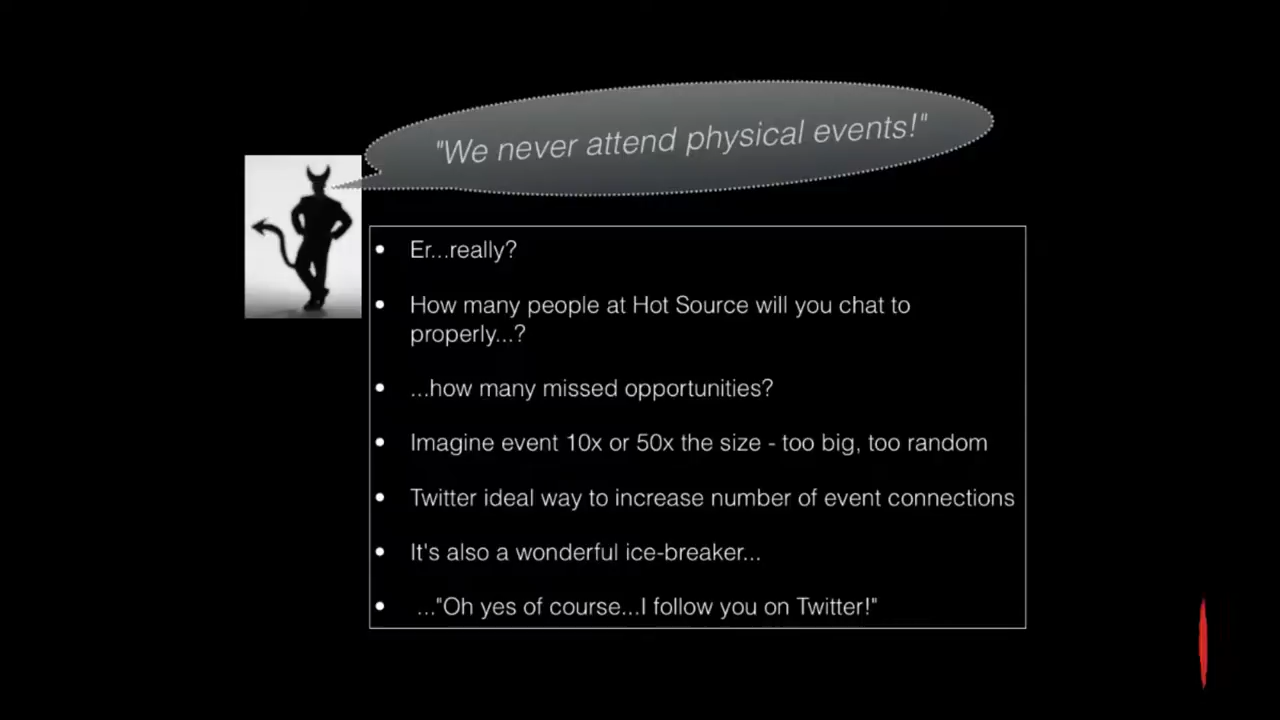 "We never attend physical events!"
• Er...really?
• How many people at Hot Source will you chat to
properly...?
• ...how many missed opportunities?
• Imagine event 10x or 50x the size - too big, too random
• Twitter ideal way to increase number of event connections
• It's also a wonderful ice-breaker...
• ..."Oh yes of course...I follow you on Twitter!"